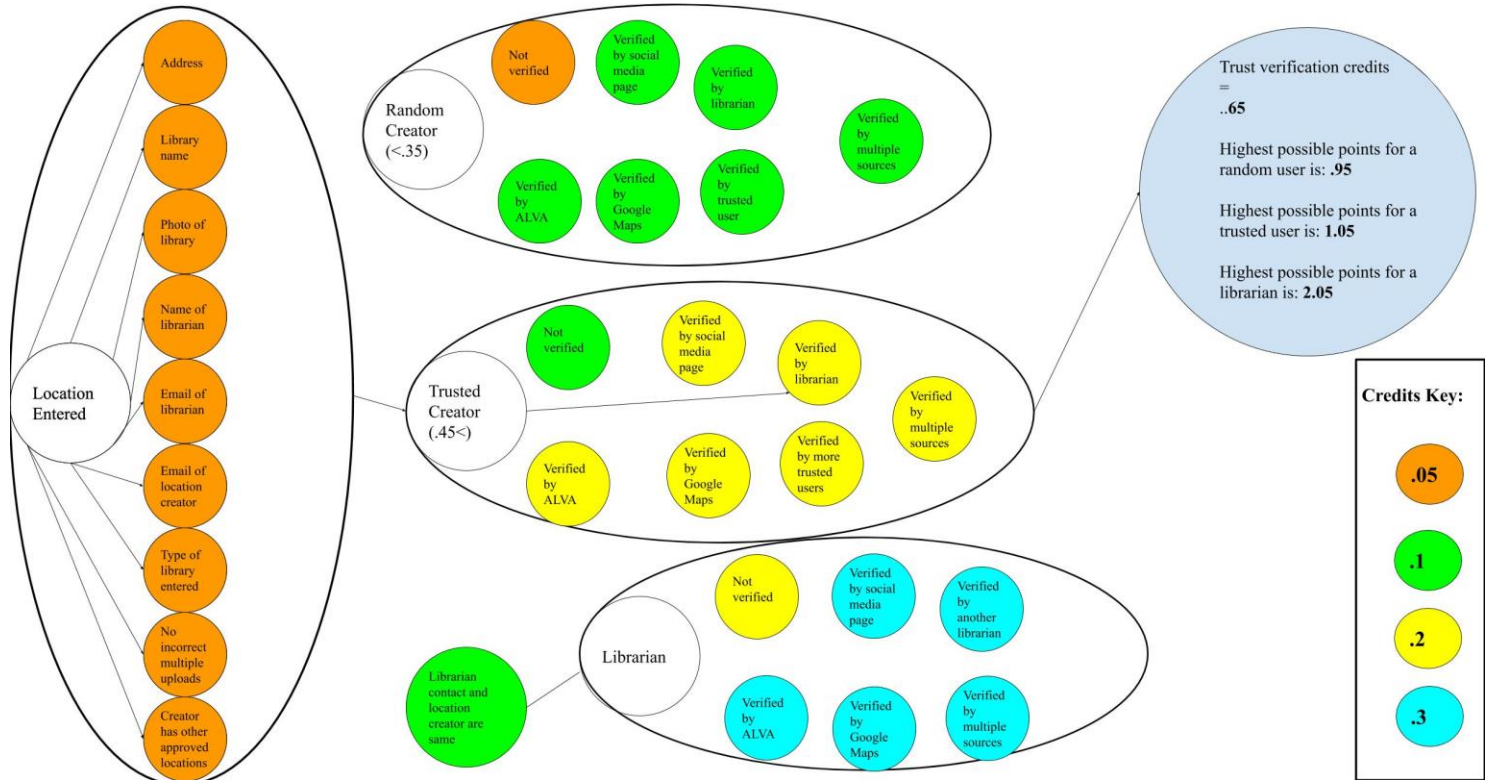 Address
Library
name
Photo of
library
Name of
librarian
Location
Entered
Email of
librarian
Email of
location
creator
Type of
library
entered
No
incorrect
multiple
uploads
Creator
has other
approved
locations
Random
Creator
(<.35)
Not
verified
Verified
by social
media
page
Verified
by
librarian
Verified
by
multiple
sources
Verified
by
ALVA
Verified
by
Google
Maps
Verified
by
trusted
user
Trusted
Creator
(.45<)
Not
verified
Verified
by social
media
page
Verified
by
librarian
Verified
by
multiple
sources
Verified
by
ALVA
Verified
by
Google
Maps
Verified
by more
trusted
users
Librarian
contact and
location
creator are
same
Librarian
Not
verified
Verified
by social
media
page
Verified
by
another
librarian
Verified
by
ALVA
Verified
by
Google
Maps
Verified
by
multiple
sources
Trust verification credits
=
..65
Highest possible points for a
random user is: .95
Highest possible points for a
trusted user is: 1.05
Highest possible points for a
librarian is: 2.05
Credits Key:
.05
.1
.2
.3